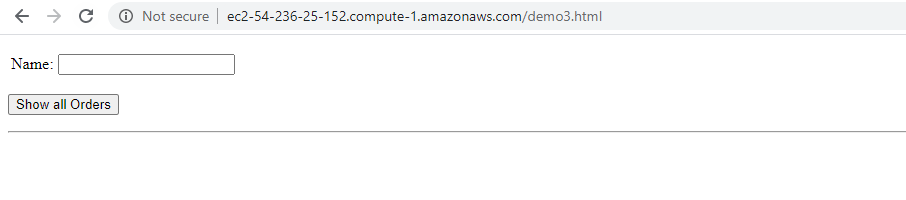 Not secure ec2-54-236-25-152.compute-1.amazonaws.com/demo3.html
Name:
Show all Orders